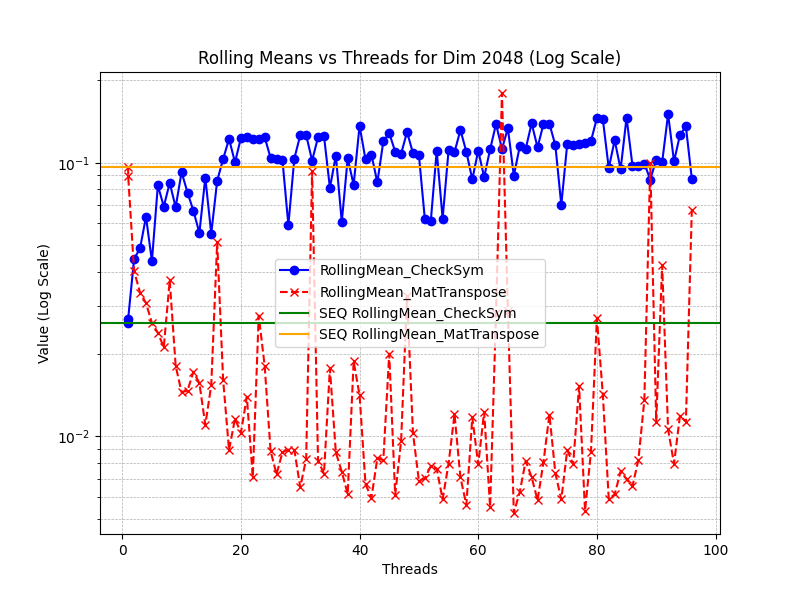 Rolling Means vs Threads for Dim 2048 (Log Scale)
Value (Log Scale)
10⁻¹
10⁻²
RollingMean_CheckSym
RollingMean_MatTranspose
SEQ RollingMean_CheckSym
SEQ RollingMean_MatTranspose
0 20 40 60 80 100
Threads